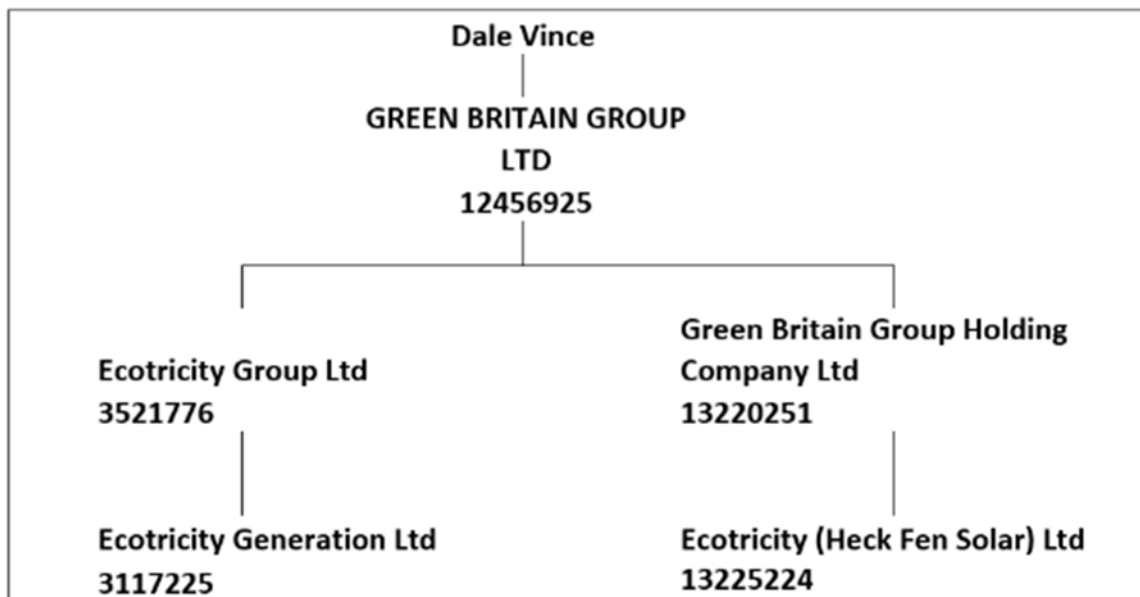 Dale Vince
GREEN BRITAIN GROUP
LTD
12456925
Ecotricity Group Ltd
3521776
Green Britain Group Holding
Company Ltd
13220251
Ecotricity Generation Ltd
3117225
Ecotricity (Heck Fen Solar) Ltd
13225224